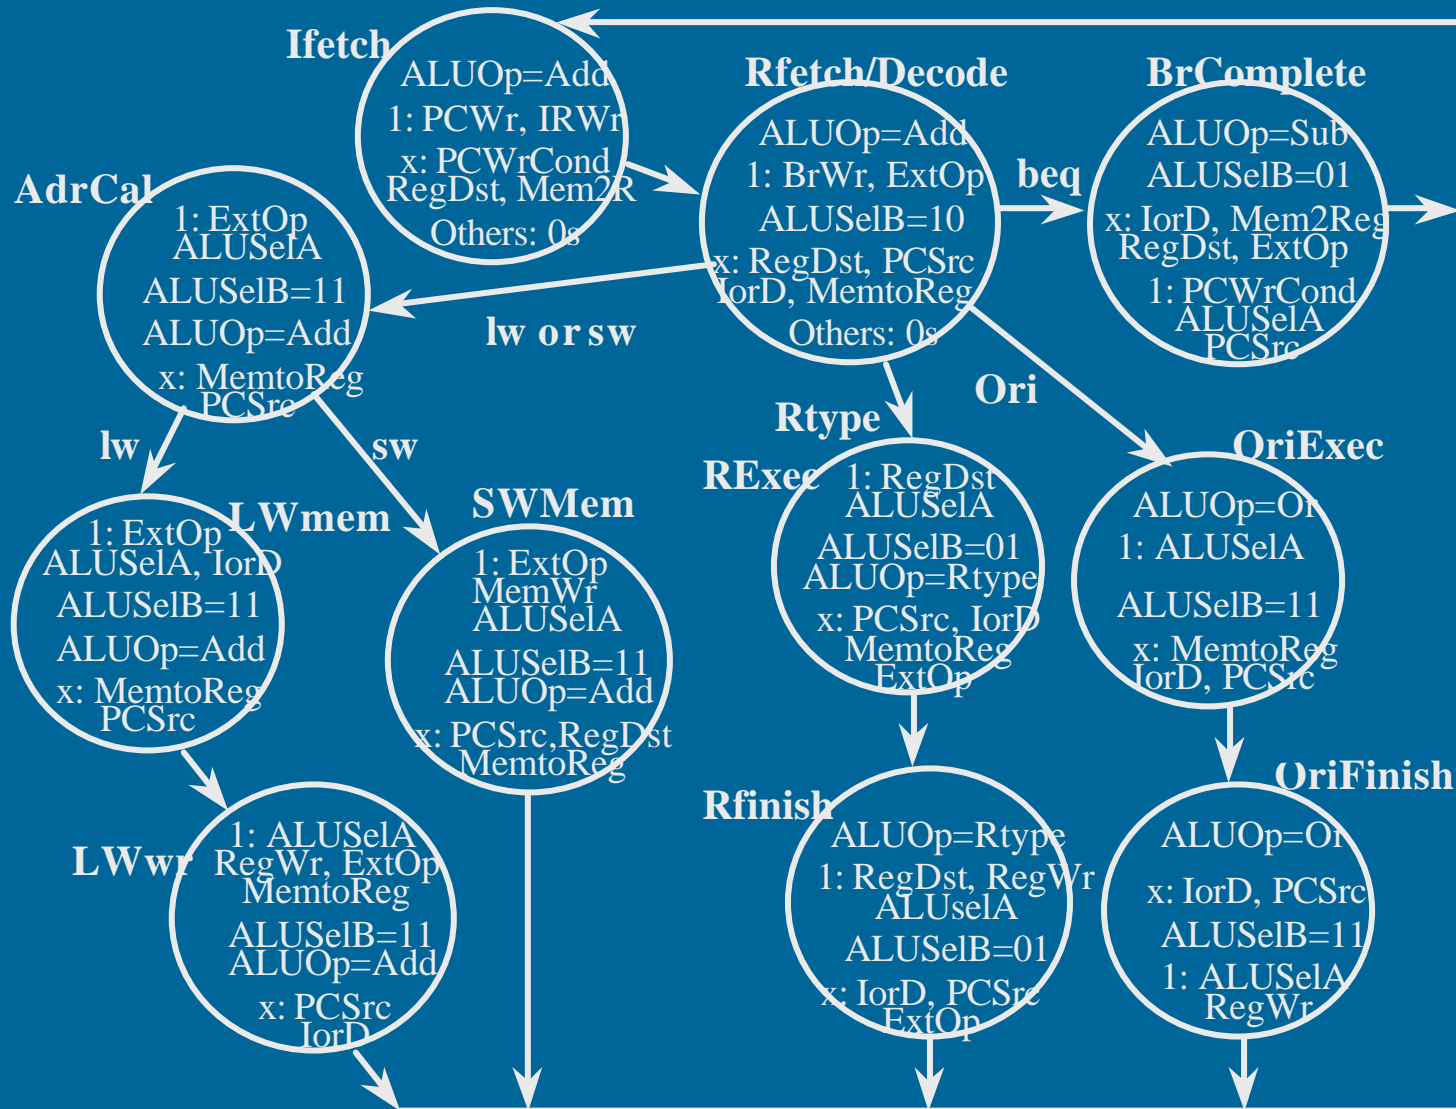 Ifetch
ALUOp=Add
1: PCWr, IRWr
x: PCWrCond
RegDst, Mem2R
Others: 0s
Rfetch/Decode
ALUOp=Add
1: BrWr, ExtOp
ALUSelB=10
x: RegDst, PCSrc
IorD, MemtoReg
Others: 0s
beq
BrComplete
ALUOp=Sub
ALUSelB=01
x: IorD, Mem2Reg
RegDst, ExtOp
1: PCWrCond
ALUSelA
PCSrc
AdrCal
1: ExtOp
ALUSelA
ALUSelB=11
ALUOp=Add
x: MemtoReg
PCSrc
lw or sw
Ori
Rtype
lw
sw
LWmem
1: ExtOp
ALUSelA, IorD
ALUSelB=11
ALUOp=Add
x: MemtoReg
PCSrc
SWMem
1: ExtOp
MemWr
ALUSelA
ALUSelB=11
ALUOp=Add
x: PCSrc,RegDst
MemtoReg
RExec
1: RegDst
ALUSelA
ALUSelB=01
ALUOp=Rtype
x: PCSrc, IorD
MemtoReg
ExtOp
OriExec
ALUOp=Or
1: ALUSelA
ALUSelB=11
x: MemtoReg
IorD, PCSrc
LWwr
1: ALUSelA
RegWr, ExtOp
MemtoReg
ALUSelB=11
ALUOp=Add
x: PCSrc
IorD
Rfinish
ALUOp=Rtype
1: RegDst, RegWr
ALUselA
ALUSelB=01
x: IorD, PCSrc
ExtOp
OriFinish
ALUOp=Or
x: IorD, PCSrc
ALUSelB=11
1: ALUSelA
RegWr